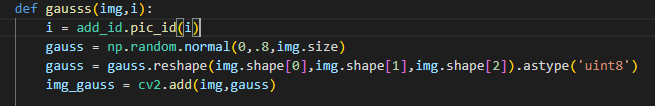 def gausss(img,i):
    i = add_id.pic_id(i)
    gauss = np.random.normal(0,.8,img.size)
    gauss = gauss.reshape(img.shape[0],img.shape[1],img.shape[2]).astype('uint8')
    img_gauss = cv2.add(img,gauss)